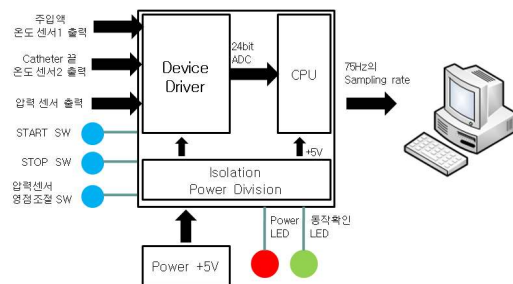 주입액
온도 센서1 출력
Catheter 끝
온도 센서2 출력
압력 센서 출력
START SW
STOP SW
압력센서
영점조절 SW
Device
Driver
24bit
ADC
CPU
75Hz의
Sampling rate
+5V
Isolation
Power Division
Power
LED
동작확인
LED
Power +5V